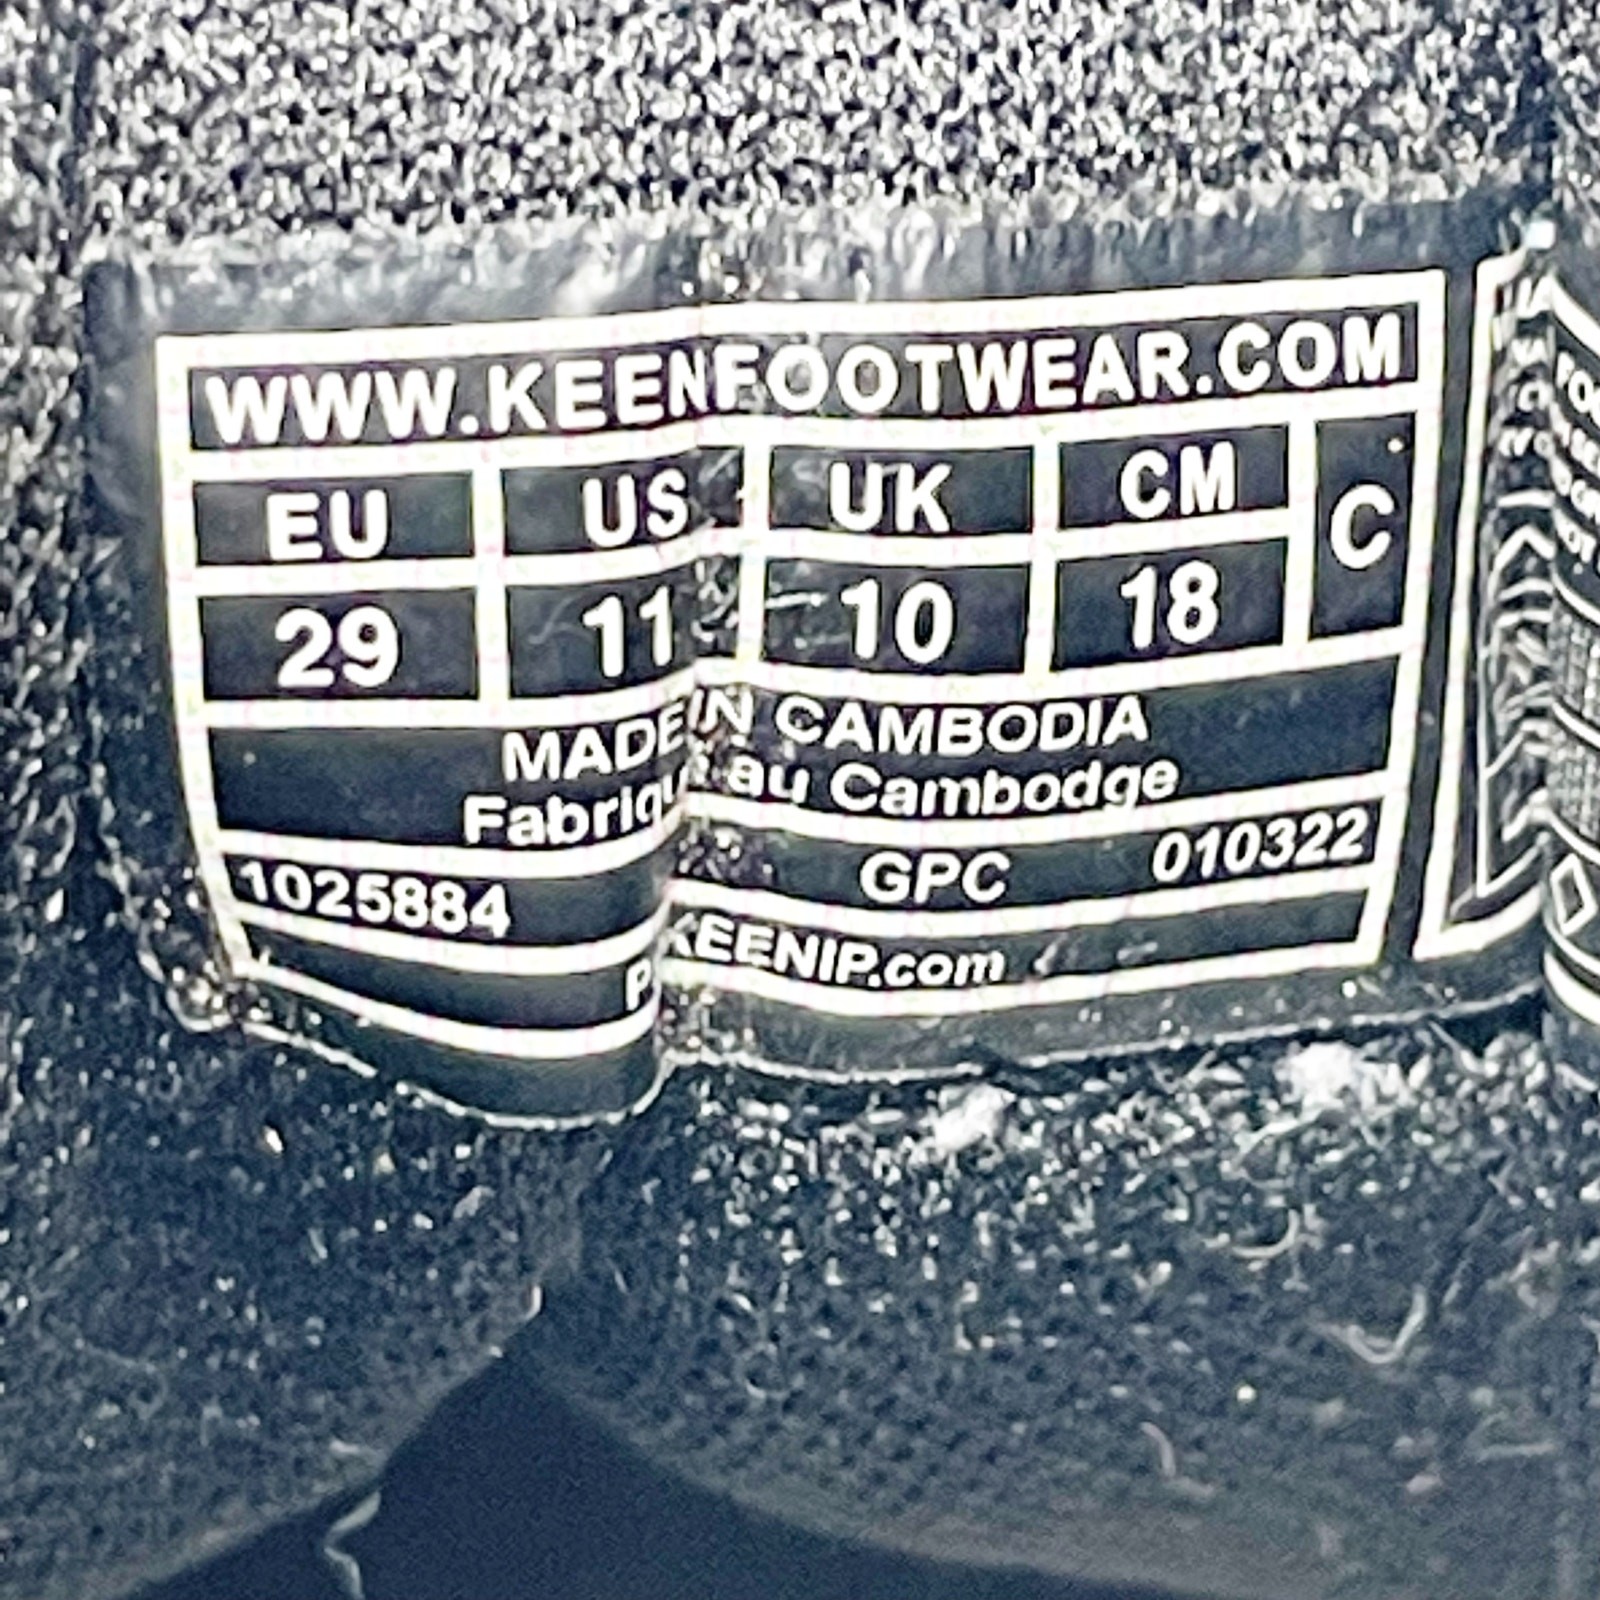 WWW.KEENFOOTWEAR.COM
EU US UK CM C
29 11 10 18
MADE IN CAMBODIA
au Cambodge
1025884 GPC 010322
KEENIP.com